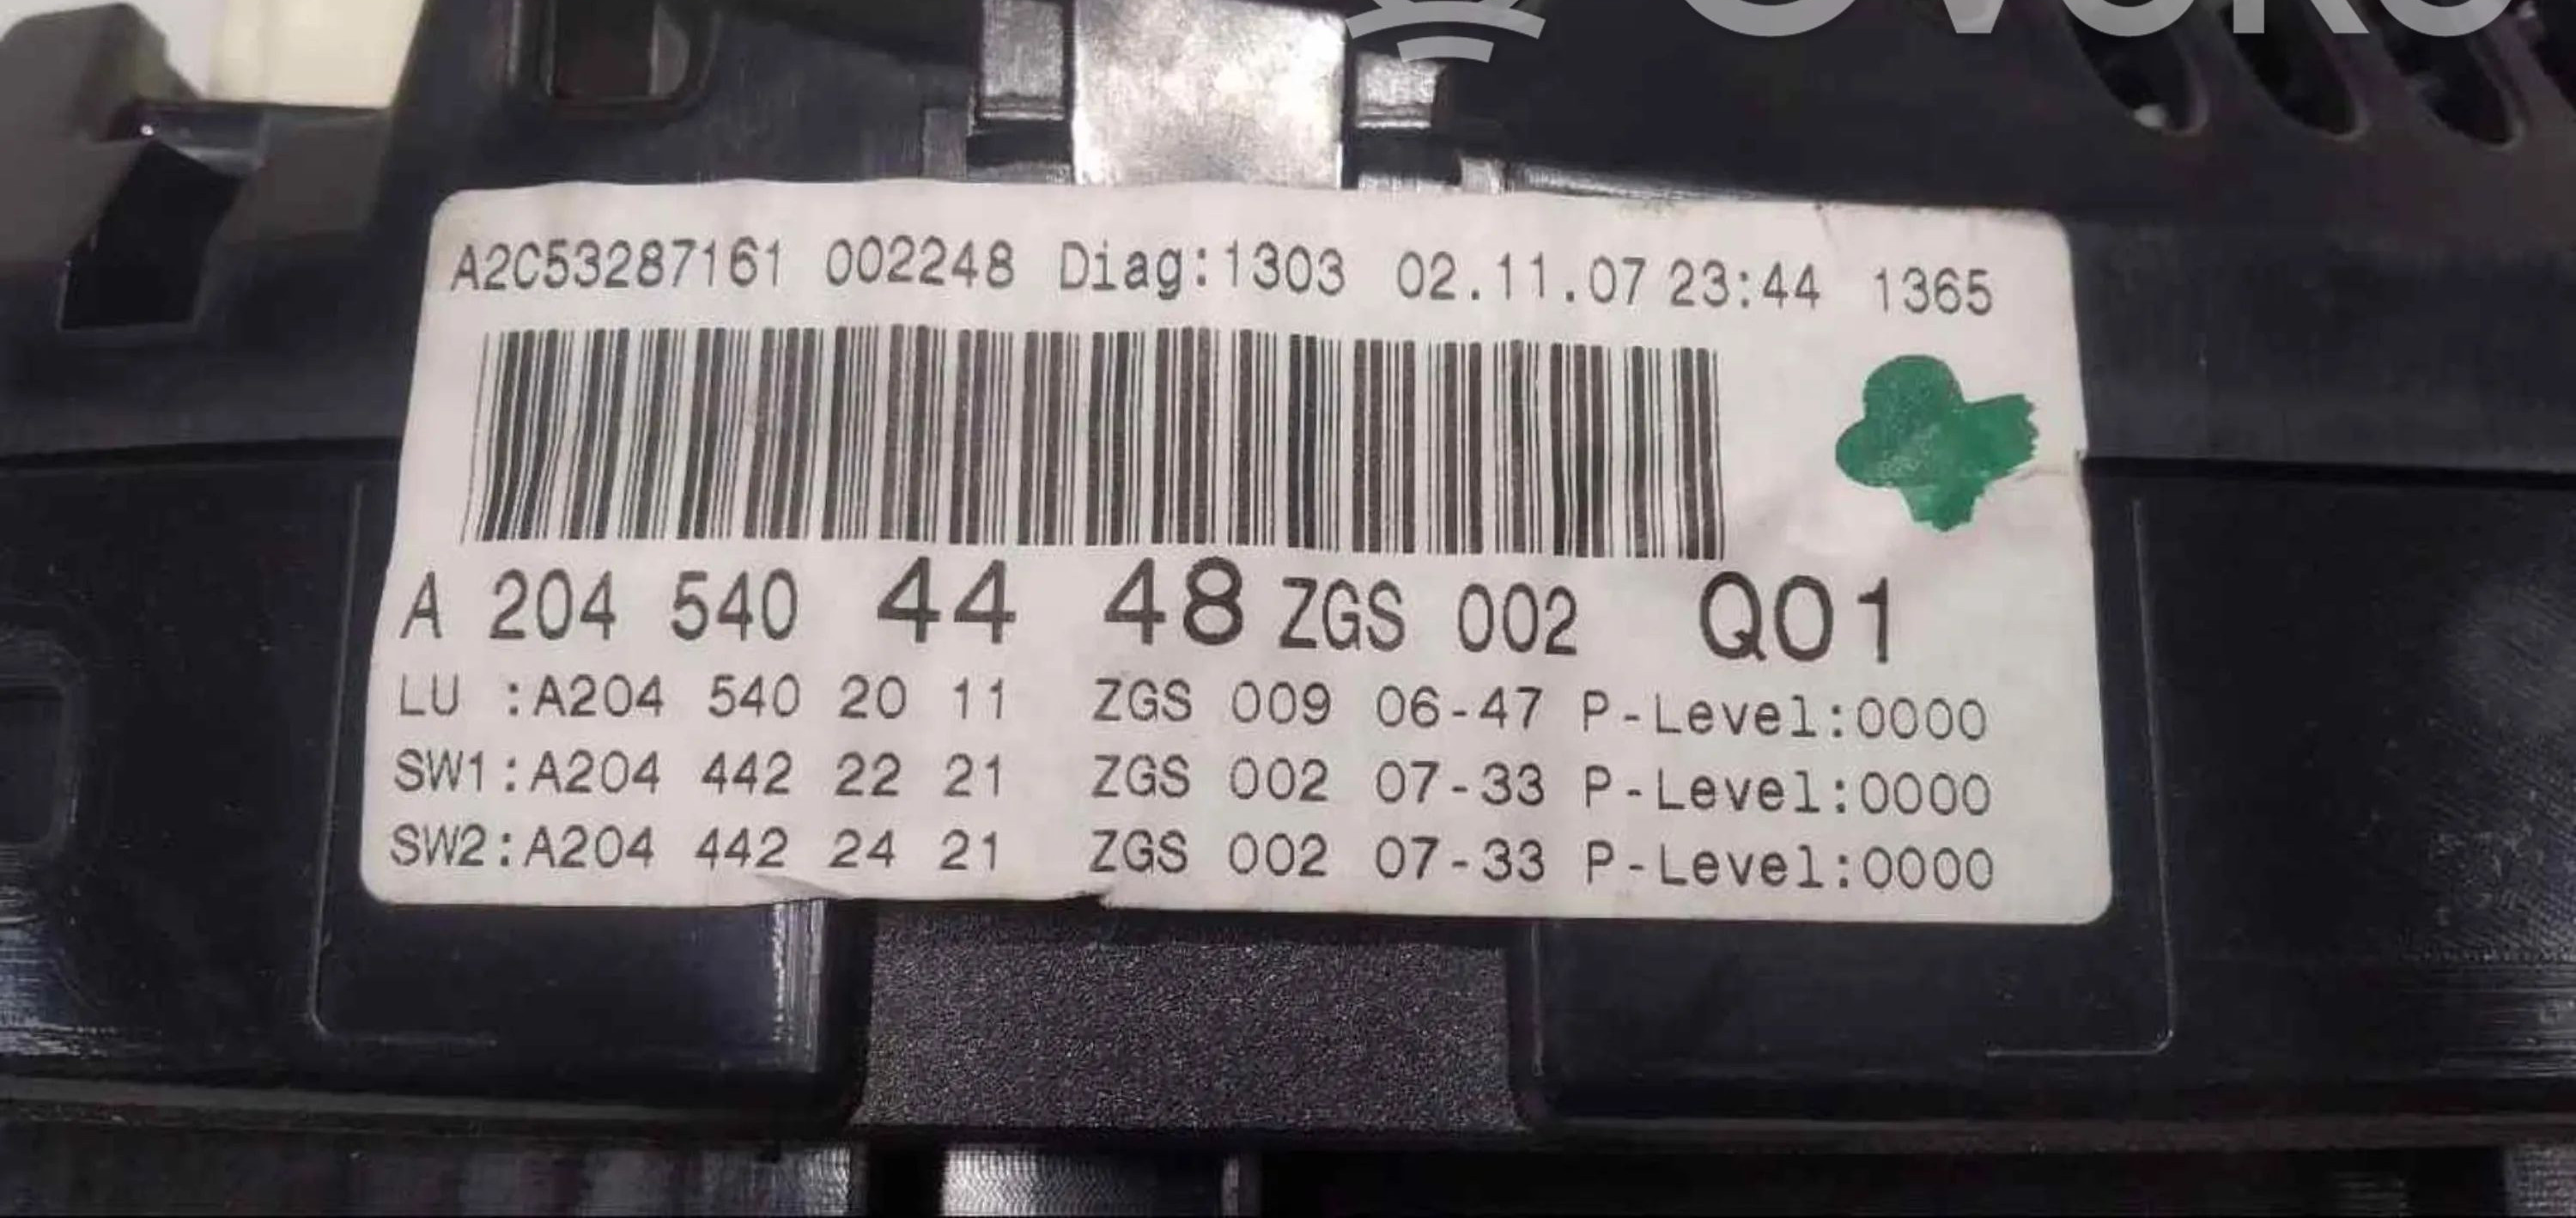 A2C53287161 002248 Diag:1303 02.11.07 23:44 1365
A 204 540 44 48 ZGS 002 Q01
LU :A204 540 20 11 ZGS 009 06-47 P-Level:0000
SW1:A204 442 22 21 ZGS 002 07-33 P-Level:0000
SW2:A204 442 24 21 ZGS 002 07-33 P-Level:0000